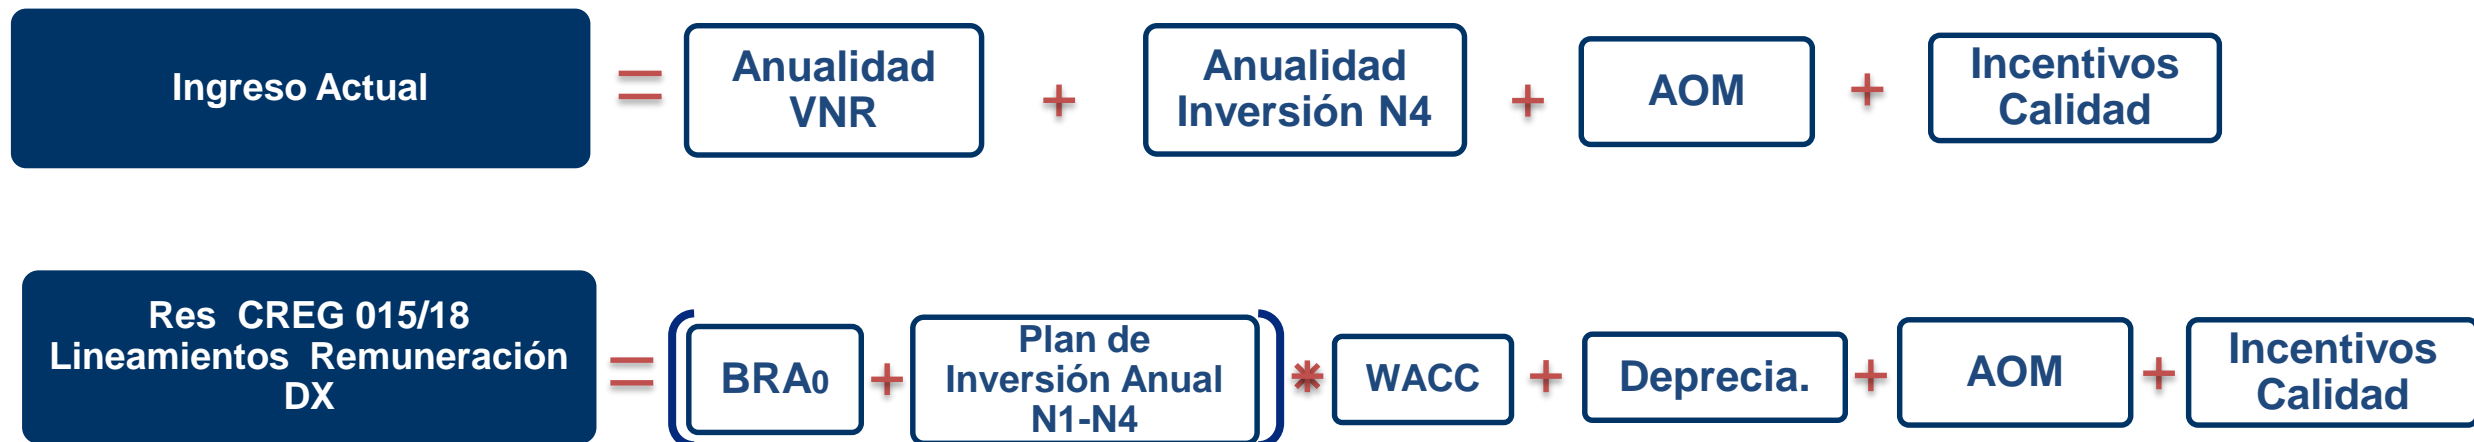 Ingreso Actual
=
Anualidad
VNR
+
Anualidad
Inversión N4
+
AOM
+
Incentivos
Calidad
Res CREG 015/18
Lineamientos Remuneración
DX
=
(
BRA0
+
Plan de
Inversión Anual
N1-N4
)
*
WACC
+
Deprecia.
+
AOM
+
Incentivos
Calidad